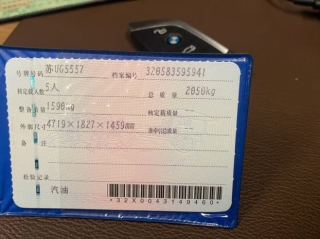 号牌号码 苏UG5557 档案编号 320583595941
核定载人数 5人 总质量 2050kg
整备质量 1590kg 核定载质量 --
外廓尺寸 4719×1827×1459mm 准牵引总质量 --
备注
检验记录
汽油
*32X0043149400*